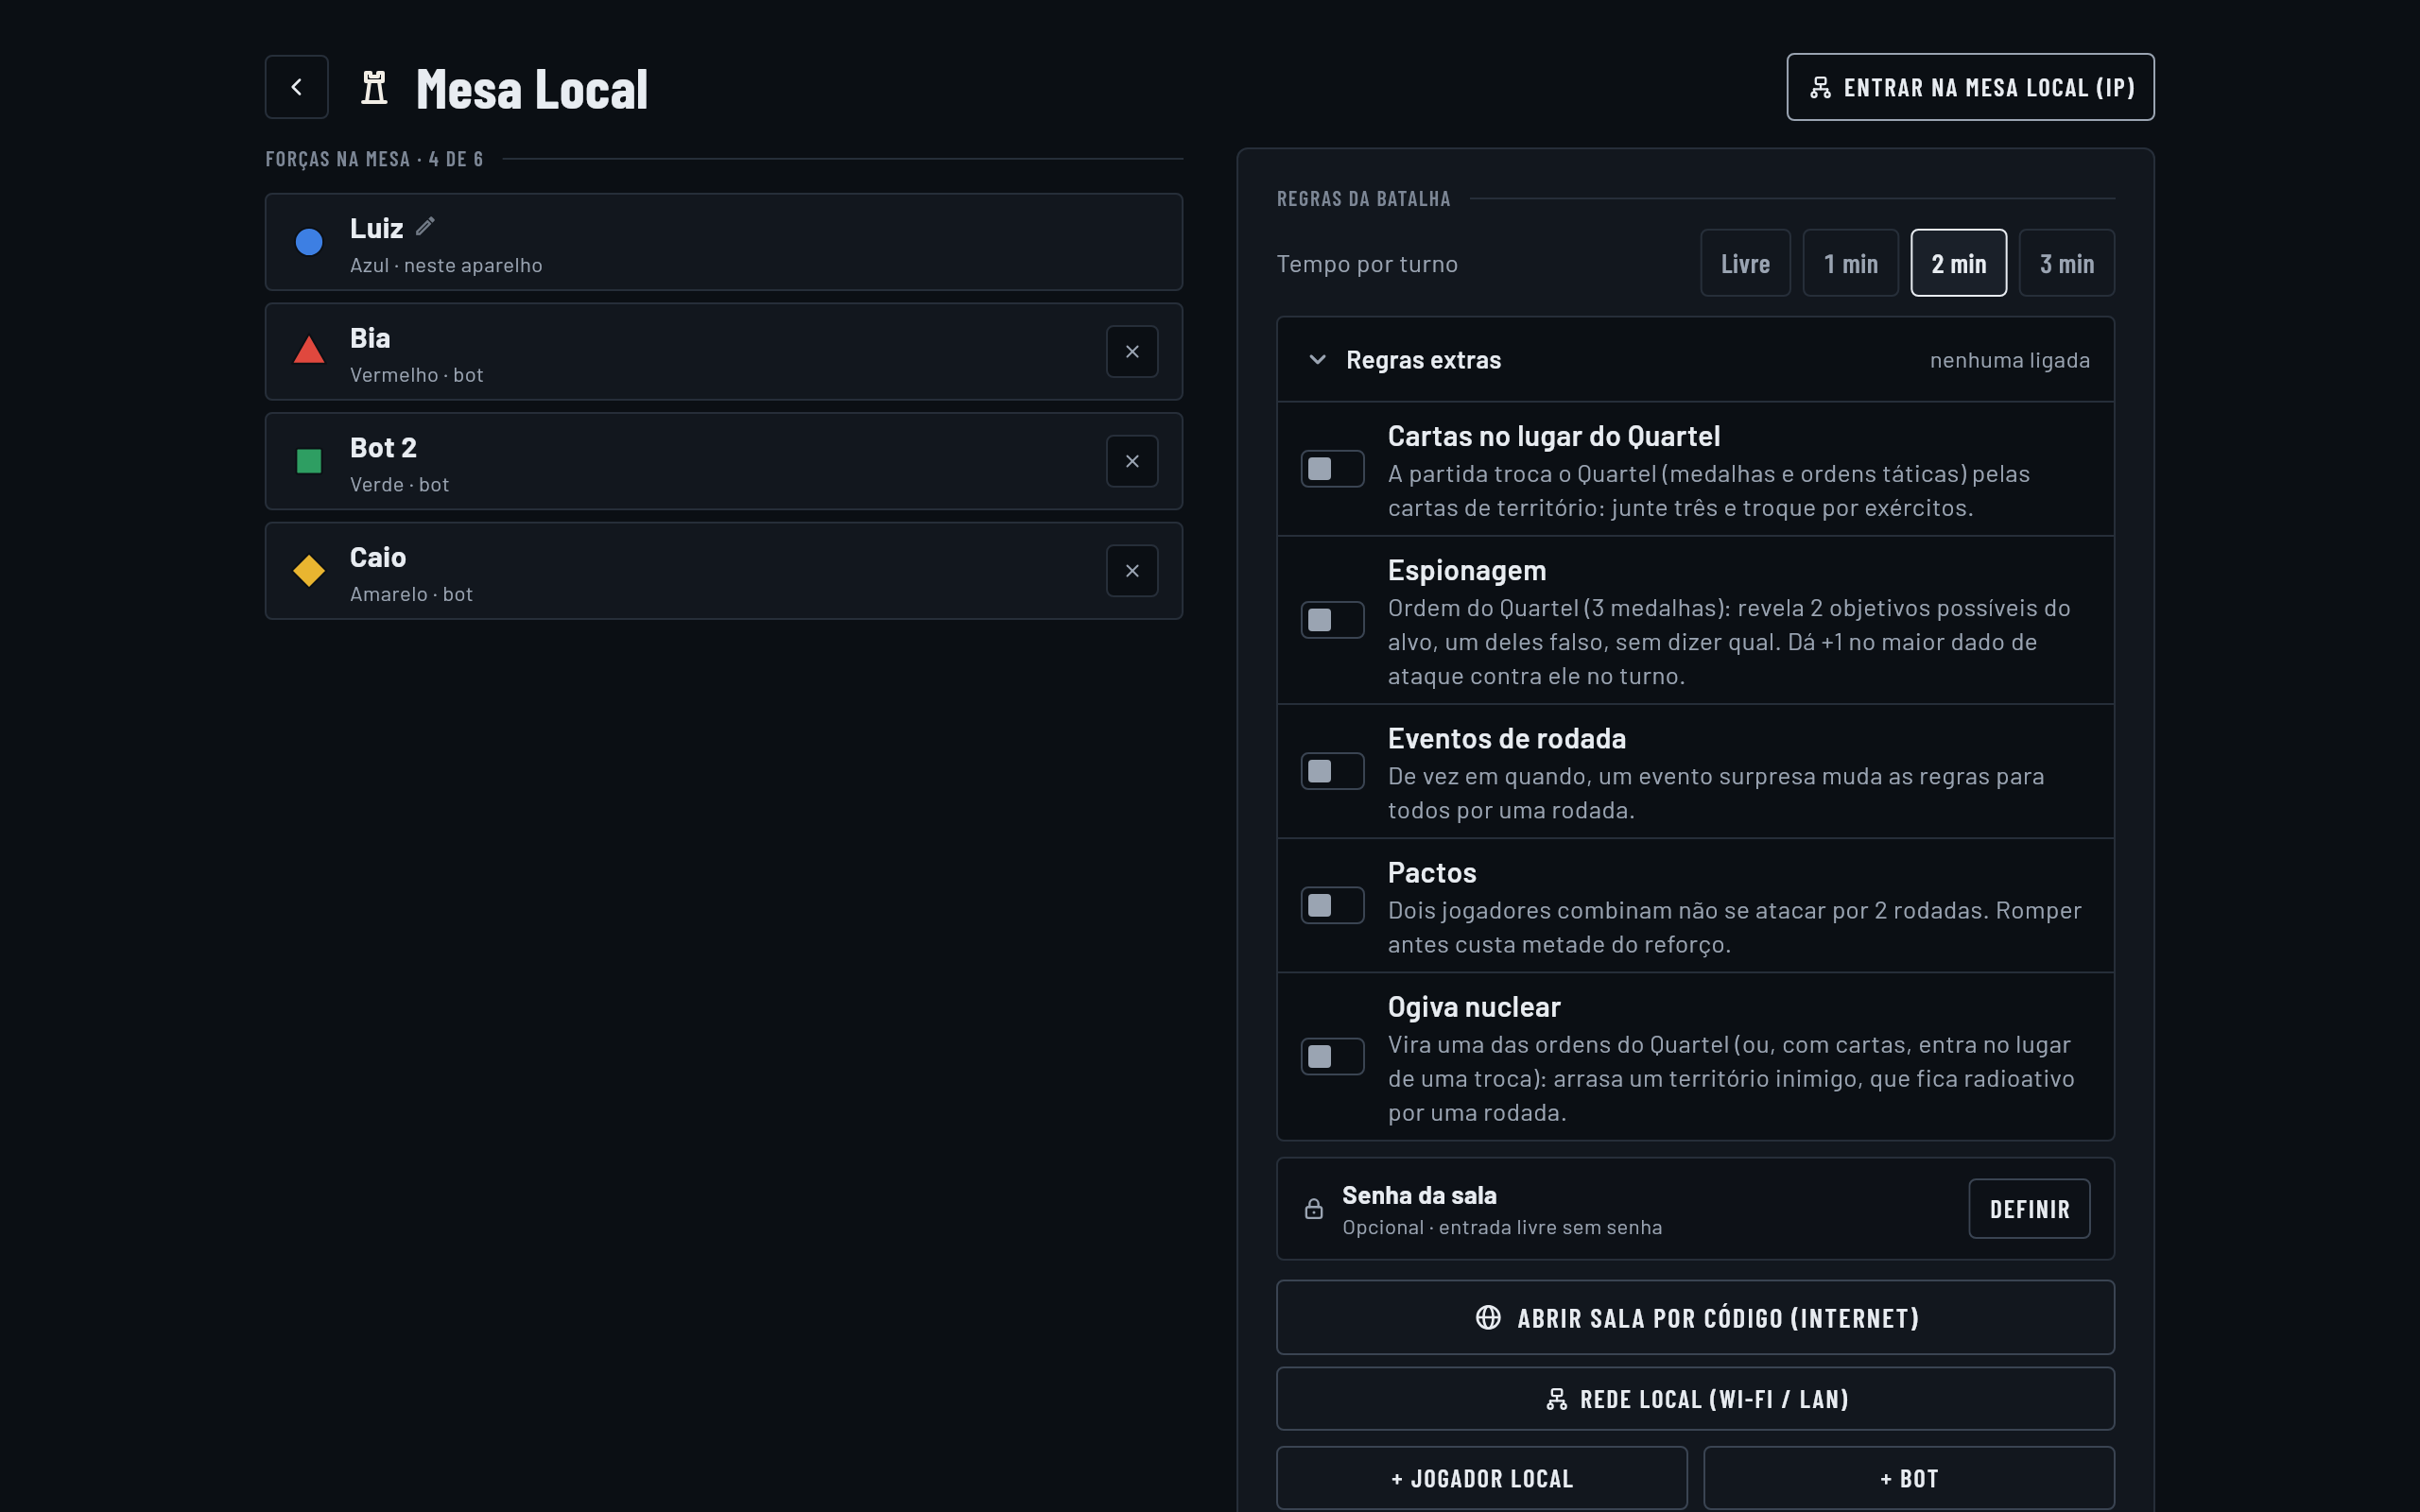 Mesa Local
ENTRAR NA MESA LOCAL (IP)
FORÇAS NA MESA · 4 DE 6
Luiz
Azul · neste aparelho
Bia
Vermelho · bot
Bot 2
Verde · bot
Caio
Amarelo · bot
REGRAS DA BATALHA
Tempo por turno
Livre
1 min
2 min
3 min
Regras extras
nenhuma ligada
Cartas no lugar do Quartel
A partida troca o Quartel (medalhas e ordens táticas) pelas
cartas de território: junte três e troque por exércitos.
Espionagem
Ordem do Quartel (3 medalhas): revela 2 objetivos possíveis do
alvo, um deles falso, sem dizer qual. Dá +1 no maior dado de
ataque contra ele no turno.
Eventos de rodada
De vez em quando, um evento surpresa muda as regras para
todos por uma rodada.
Pactos
Dois jogadores combinam não se atacar por 2 rodadas. Romper
antes custa metade do reforço.
Ogiva nuclear
Vira uma das ordens do Quartel (ou, com cartas, entra no lugar
de uma troca): arrasa um território inimigo, que fica radioativo
por uma rodada.
Senha da sala
Opcional · entrada livre sem senha
DEFINIR
ABRIR SALA POR CÓDIGO (INTERNET)
REDE LOCAL (WI-FI / LAN)
+ JOGADOR LOCAL
+ BOT